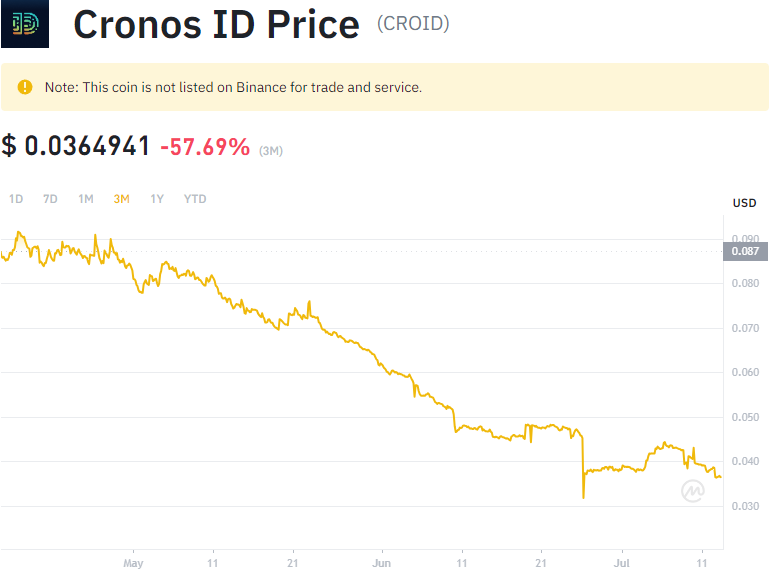 Cronos ID Price (CROID)
Note: This coin is not listed on Binance for trade and service.
$ 0.0364941 -57.69% (3M)
1D 7D 1M 3M 1Y YTD
USD
0.090
0.087
0.080
0.070
0.060
0.050
0.040
0.030
May 11 21 Jun 11 21 Jul 11